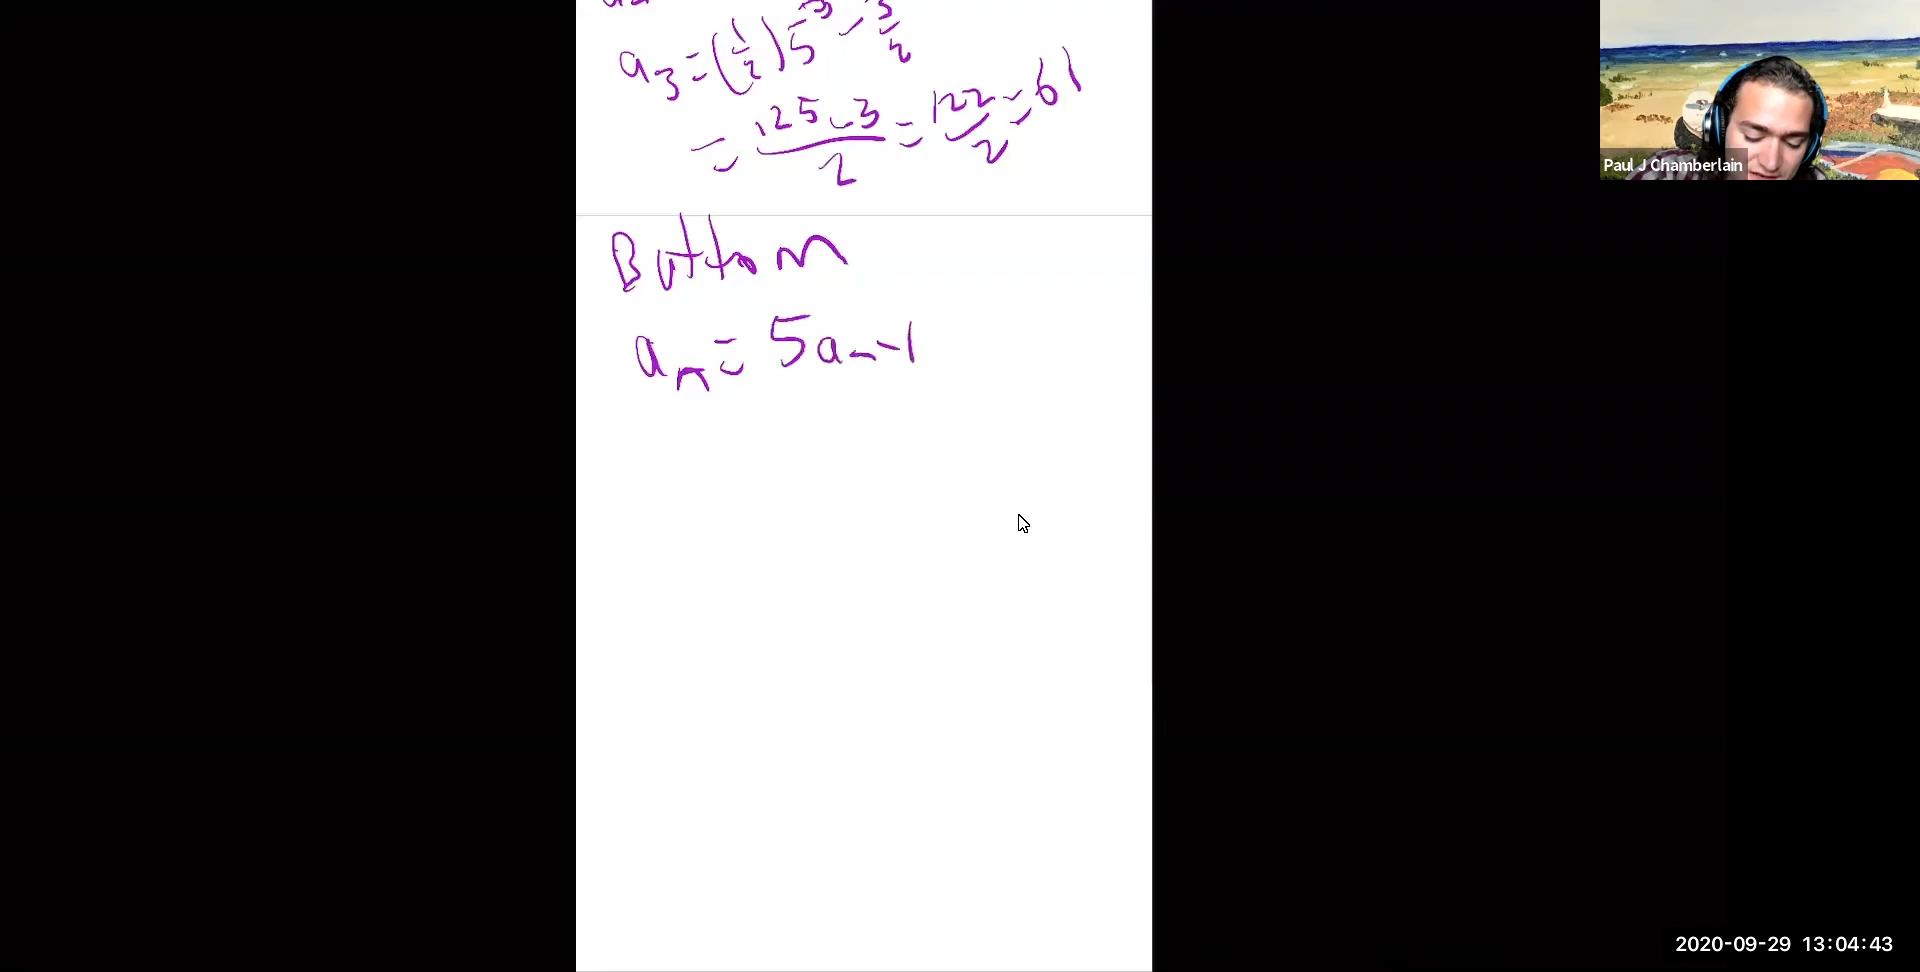 a₃ = (1/2) 5³ - 3/2
= 125 - 3 / 2 = 122 / 2 = 61
Bottom
aₙ = 5aₙ₋₁
Paul J Chamberlain
2020-09-29 13:04:43